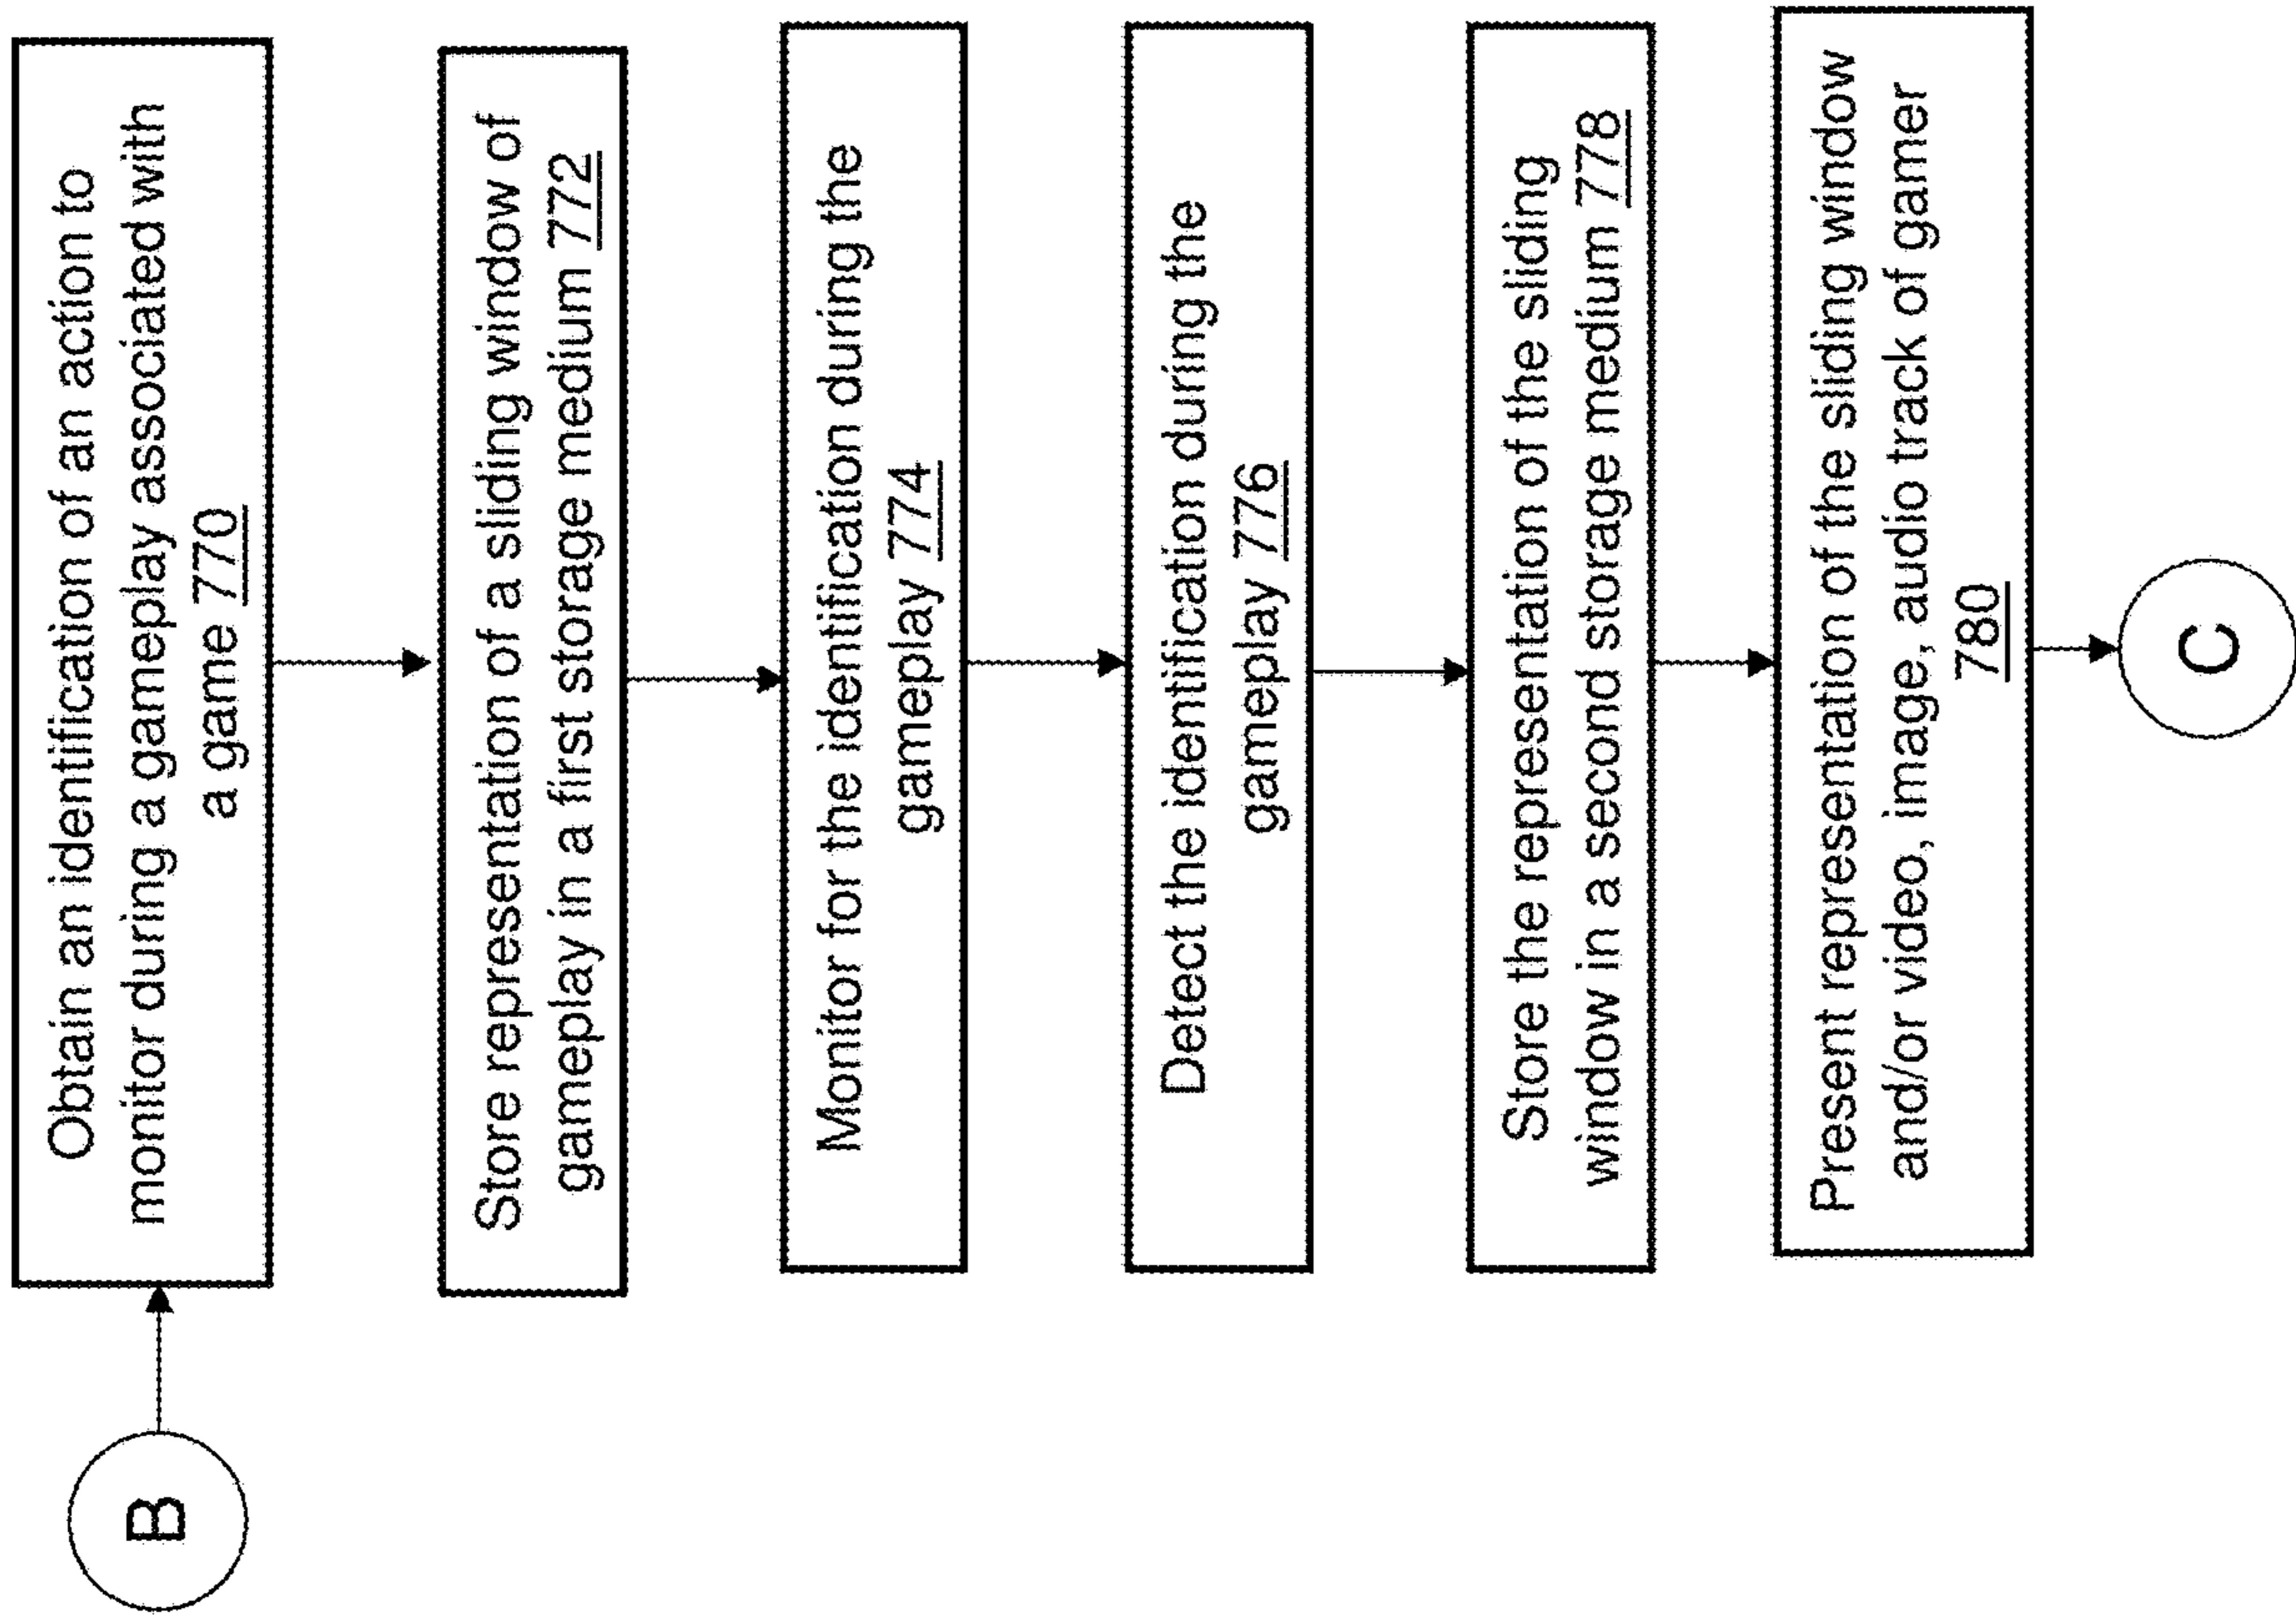 B
Obtain an identification of an action to
monitor during a gameplay associated with
a game 770
Store representation of a sliding window of
gameplay in a first storage medium 772
Monitor for the identification during the
gameplay 774
Detect the identification during the
gameplay 776
Store the representation of the sliding
window in a second storage medium 778
Present representation of the sliding window
and/or video, image, audio track of gamer
780
C